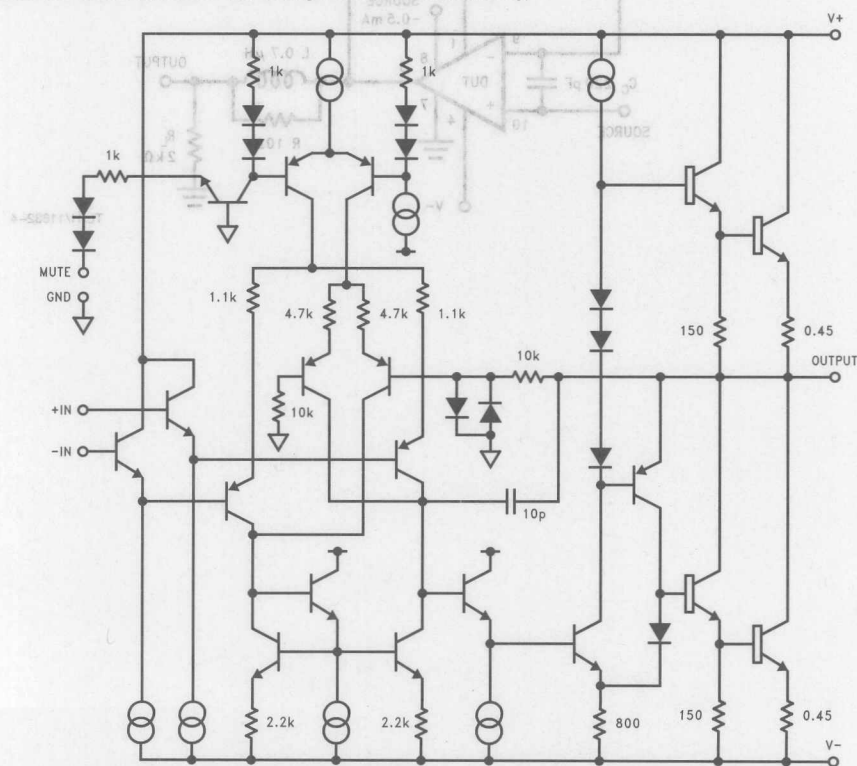 V+
1k
1k
1k
MUTE
GND
1.1k
4.7k
4.7k
1.1k
150
0.45
10k
OUTPUT
+IN
10k
-IN
10p
2.2k
2.2k
800
150
0.45
V-